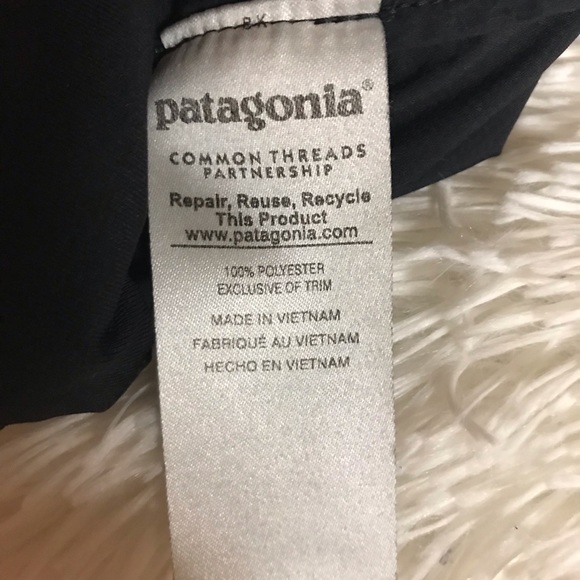 patagonia®
COMMON THREADS
PARTNERSHIP
Repair, Reuse, Recycle
This Product
www.patagonia.com
100% POLYESTER
EXCLUSIVE OF TRIM
MADE IN VIETNAM
FABRIQUÉ AU VIETNAM
HECHO EN VIETNAM